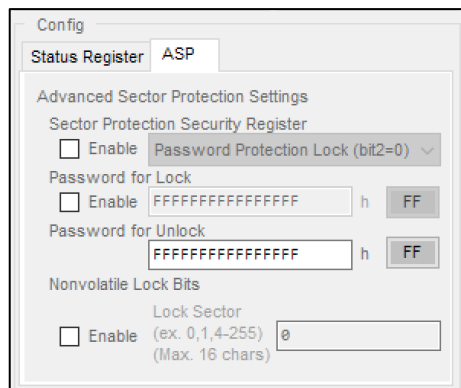 Config
Status Register ASP
Advanced Sector Protection Settings
Sector Protection Security Register
Enable Password Protection Lock (bit2=0)
Password for Lock
Enable FFFFFFFFFFFFFFFF h FF
Password for Unlock
FFFFFFFFFFFFFFFF h FF
Nonvolatile Lock Bits
Lock Sector
Enable (ex. 0,1,4-255) 0
(Max. 16 chars)